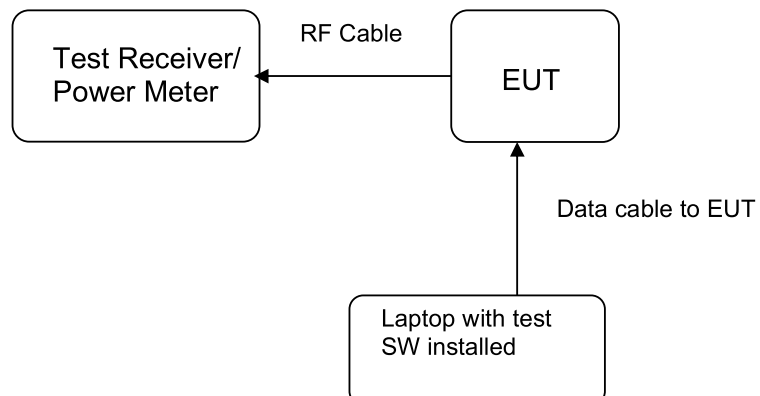 RF Cable
Test Receiver/
Power Meter
EUT
Data cable to EUT
Laptop with test
SW installed